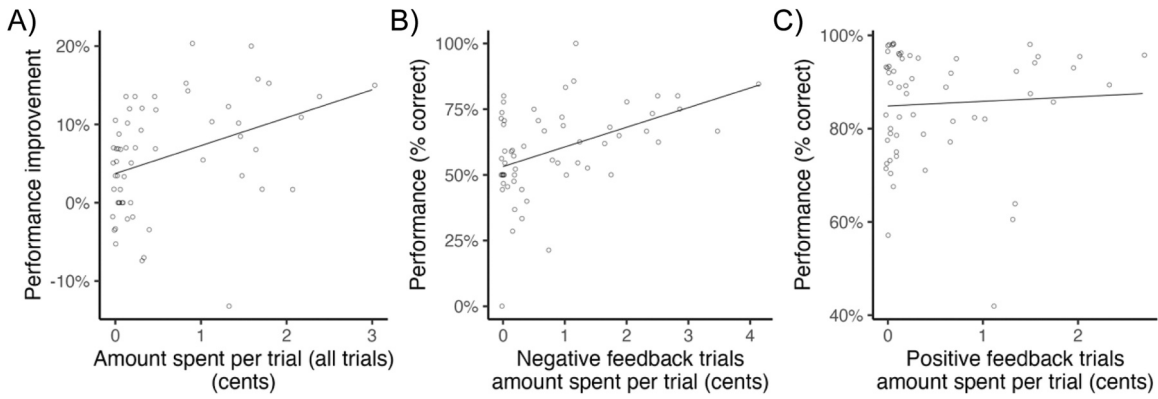 A)
Performance improvement
20%
10%
0%
-10%
0 1 2 3
Amount spent per trial (all trials)
(cents)
B)
Performance (% correct)
100%
75%
50%
25%
0%
0 1 2 3 4
Negative feedback trials
amount spent per trial (cents)
C)
Performance (% correct)
100%
80%
60%
40%
0 1 2
Positive feedback trials
amount spent per trial (cents)